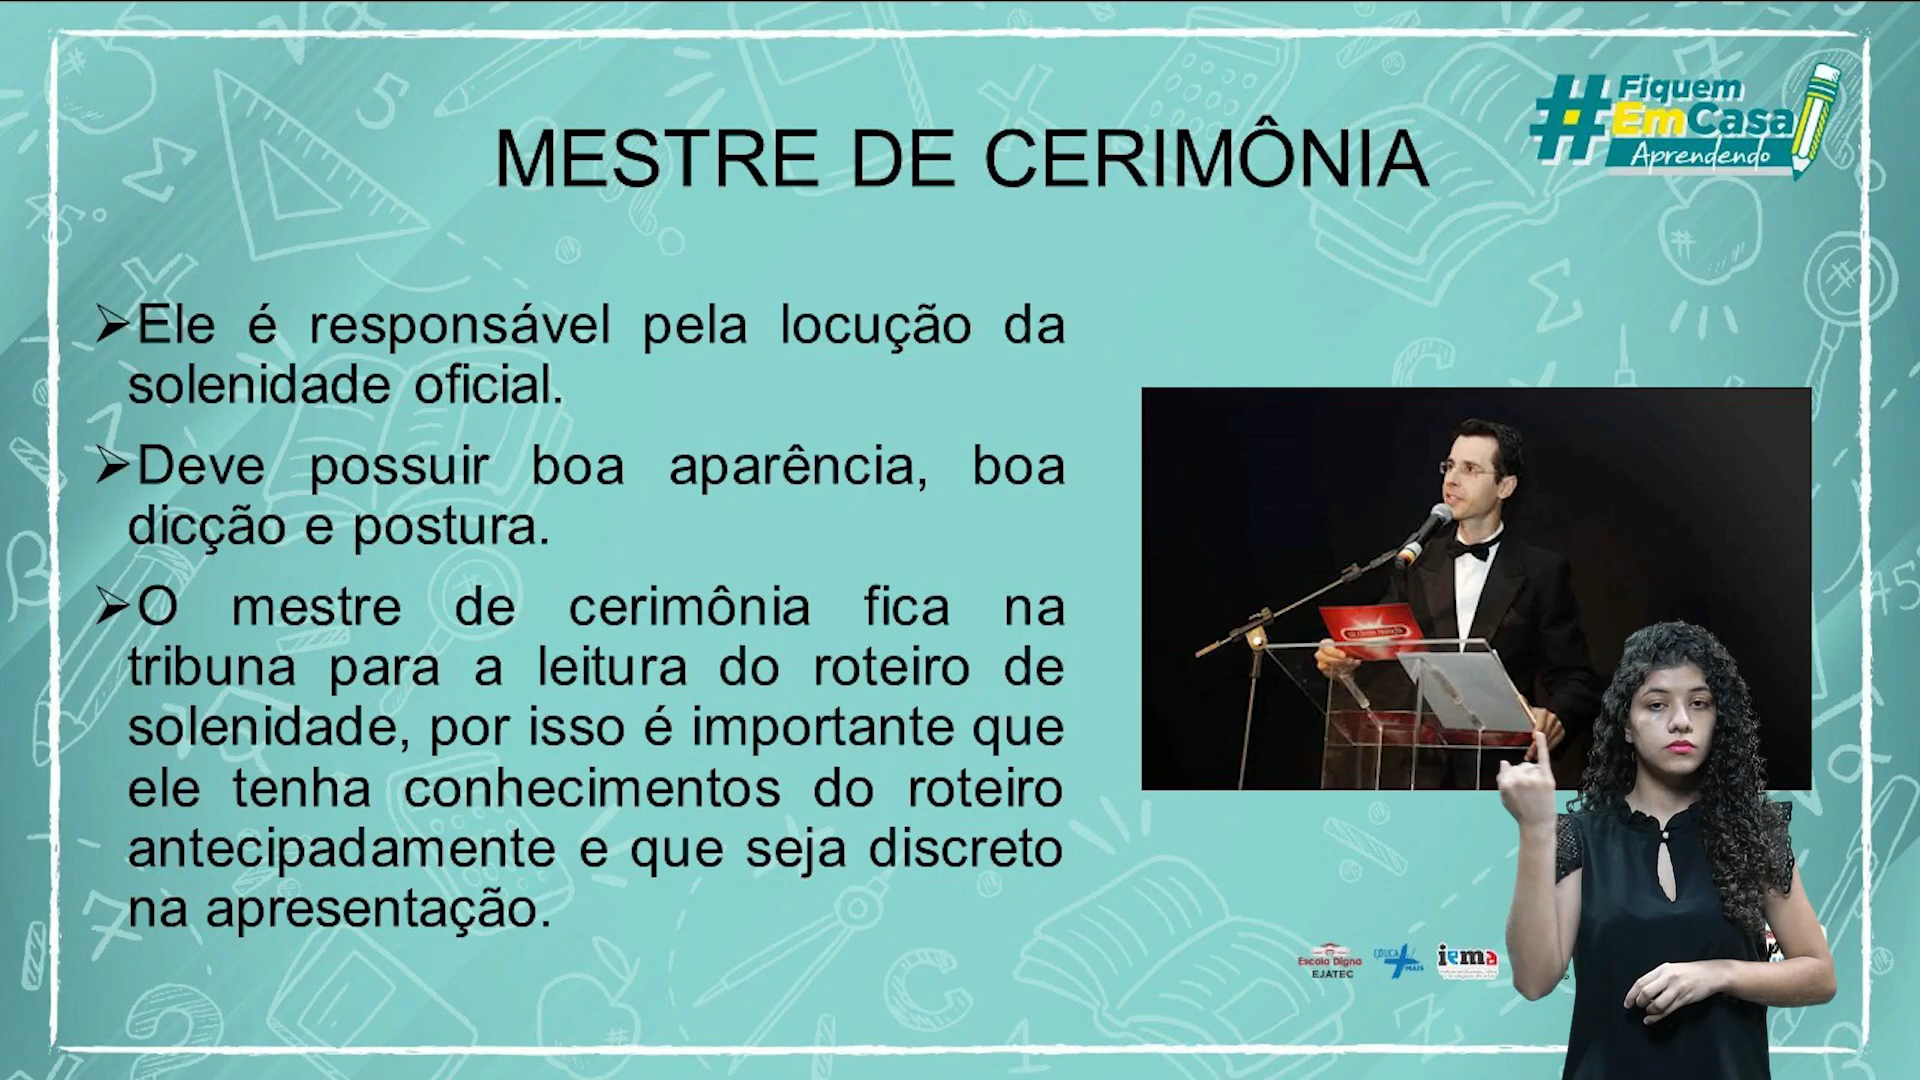 MESTRE DE CERIMÔNIA
#Fiquem
EmCasa
Aprendendo
➢Ele é responsável pela locução da
solenidade oficial.
➢Deve possuir boa aparência, boa
dicção e postura.
➢O mestre de cerimônia fica na
tribuna para a leitura do roteiro de
solenidade, por isso é importante que
ele tenha conhecimentos do roteiro
antecipadamente e que seja discreto
na apresentação.
Escola Digna
EJATEC
EDUCA
MAIS
iema